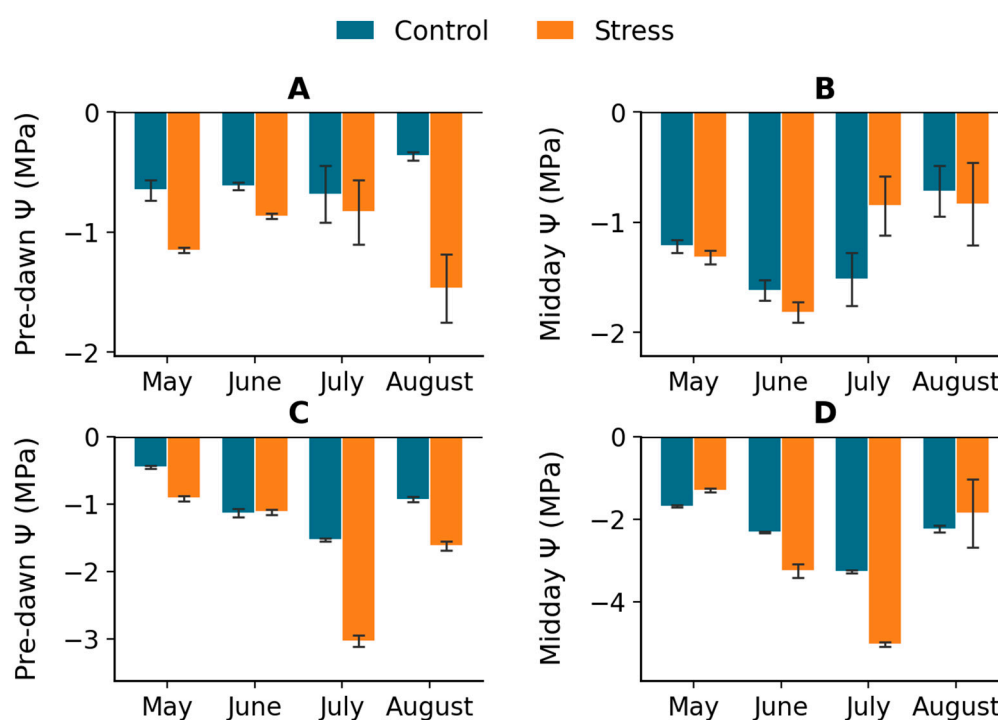 Control Stress
A
Pre-dawn Ψ (MPa)
0
−1
−2
May June July August
B
Midday Ψ (MPa)
0
−1
−2
May June July August
C
Pre-dawn Ψ (MPa)
0
−1
−2
−3
May June July August
D
Midday Ψ (MPa)
0
−2
−4
May June July August